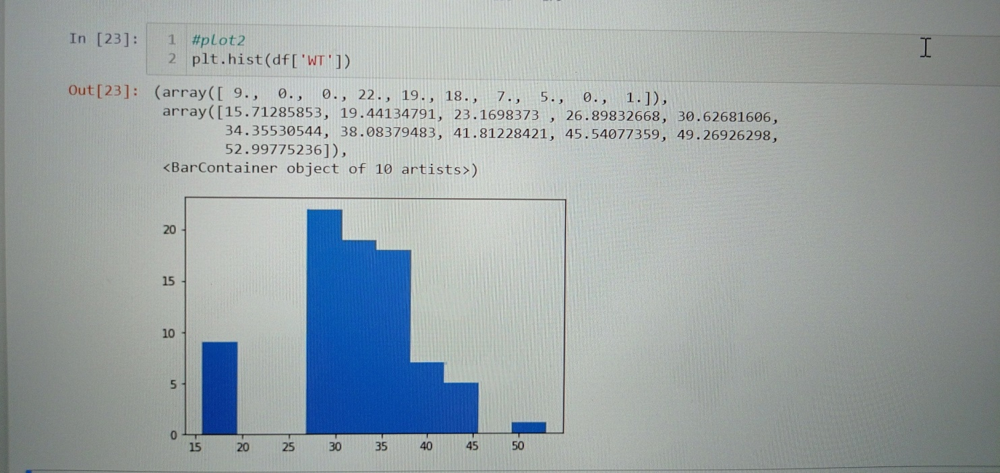 In [23]:
1 #plot2
2 plt.hist(df['WT'])
Out[23]: (array([ 9., 0., 0., 22., 19., 18., 7., 5., 0., 1.]),
array([15.71285853, 19.44134791, 23.1698373 , 26.89832668, 30.62681606,
34.35530544, 38.08379483, 41.81228421, 45.54077359, 49.26926298,
52.99775236]),
<BarContainer object of 10 artists>)
20
15
10
5
0
15 20 25 30 35 40 45 50